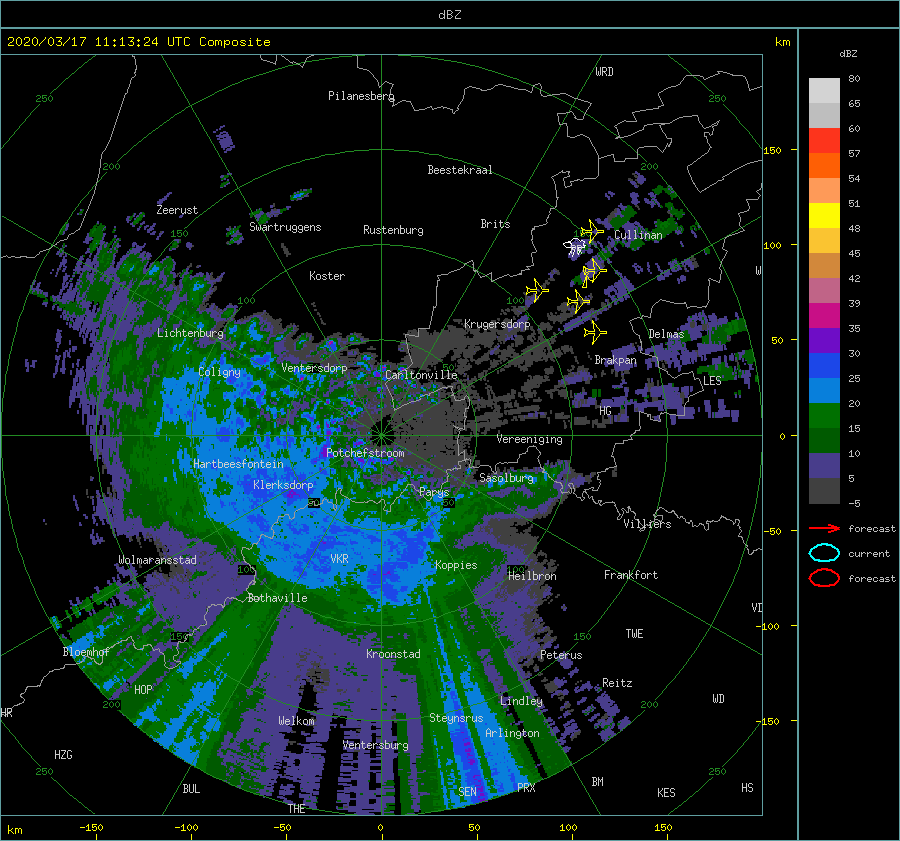 dBZ
2020/03/17 11:13:24 UTC Composite
km
dBZ
WRD
250
Pilanesberg
250
80
65
60
57
54
51
48
45
42
39
35
30
25
20
15
10
5
-5
150
200
Beestekraal
200
Zeerust
150
Swartruggens
Rustenburg
Brits
Cullinan
100
Koster
W
100
100
Krugersdorp
Lichtenburg
Delmas
50
Coligny
Ventersdorp
Carltonville
Brakpan
LES
HG
0
Vereeniging
Potchefstroom
Hartbeesfontein
Klerksdorp
Parys
Sasolburg
50
50
Villiers
-50
forecast
current
forecast
Wolmaransstad
VKR
Koppies
100
100
Heilbron
Frankfort
Bothaville
VI
-100
150
150
TWE
Bloemhof
Kroonstad
Peterus
HOP
Reitz
200
Lindley
200
WD
HR
Welkom
Steynsrus
-150
Arlington
Ventersburg
HZG
250
250
BUL
SEN
PRX
BM
KES
HS
THE
km
-150
-100
-50
0
50
100
150